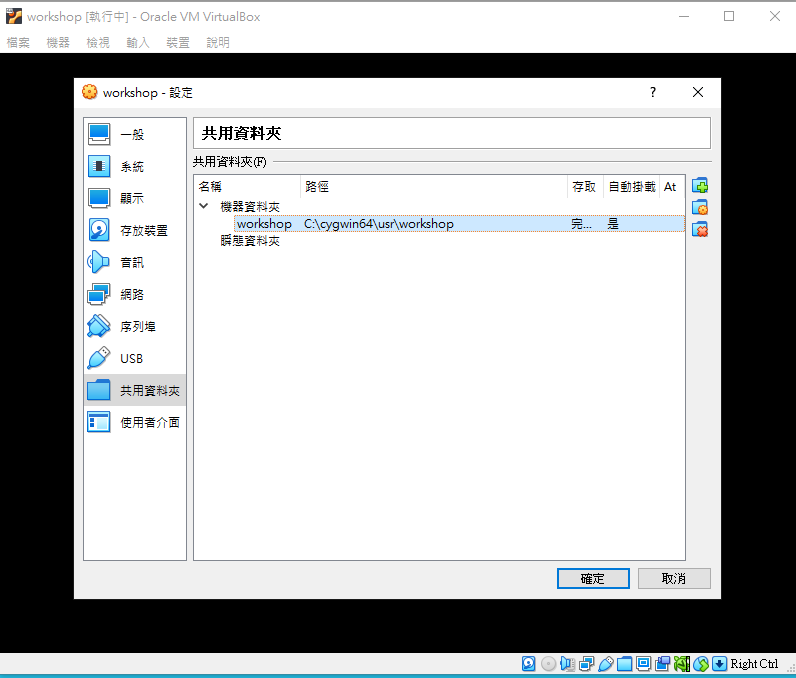 workshop [執行中] - Oracle VM VirtualBox
檔案 機器 檢視 輸入 裝置 說明
workshop - 設定
?
一般
系統
顯示
存放裝置
音訊
網路
序列埠
USB
共用資料夾
使用者介面
共用資料夾
共用資料夾(F)
名稱 路徑 存取 自動掛載 At
機器資料夾
workshop C:\cygwin64\usr\workshop 完... 是
瞬態資料夾
確定 取消
Right Ctrl